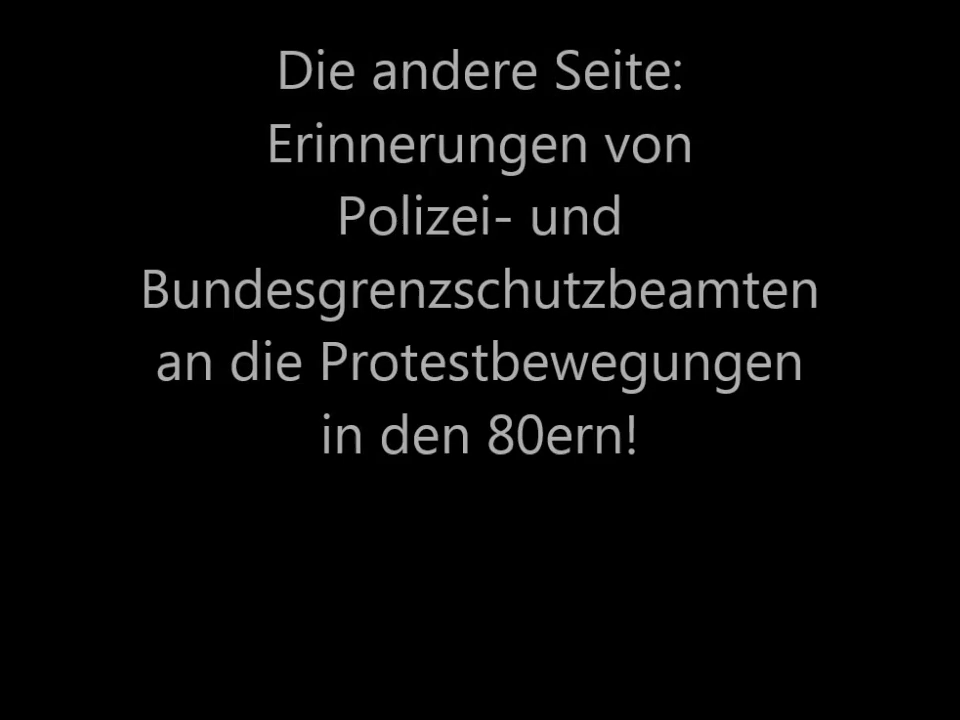 Die andere Seite:
Erinnerungen von
Polizei- und
Bundesgrenzschutzbeamten
an die Protestbewegungen
in den 80ern!